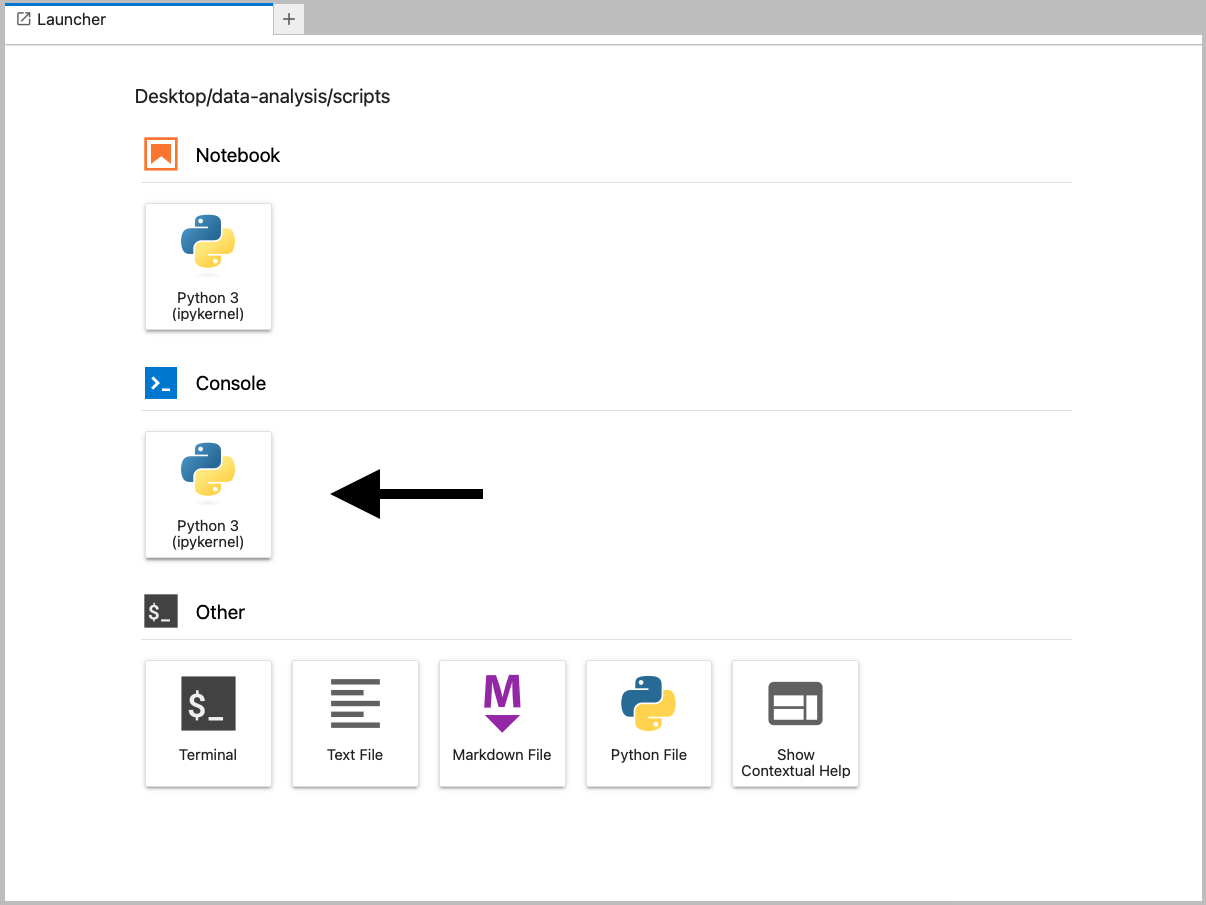 Launcher
Desktop/data-analysis/scripts
Notebook
Python 3
(ipykernel)
Console
Python 3
(ipykernel)
$_ Other
$_
M
Terminal
Text File
Markdown File
Python File
Show
Contextual Help